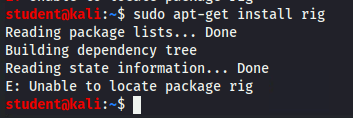 student@kali:~$ sudo apt-get install rig
Reading package lists... Done
Building dependency tree
Reading state information... Done
E: Unable to locate package rig
student@kali:~$